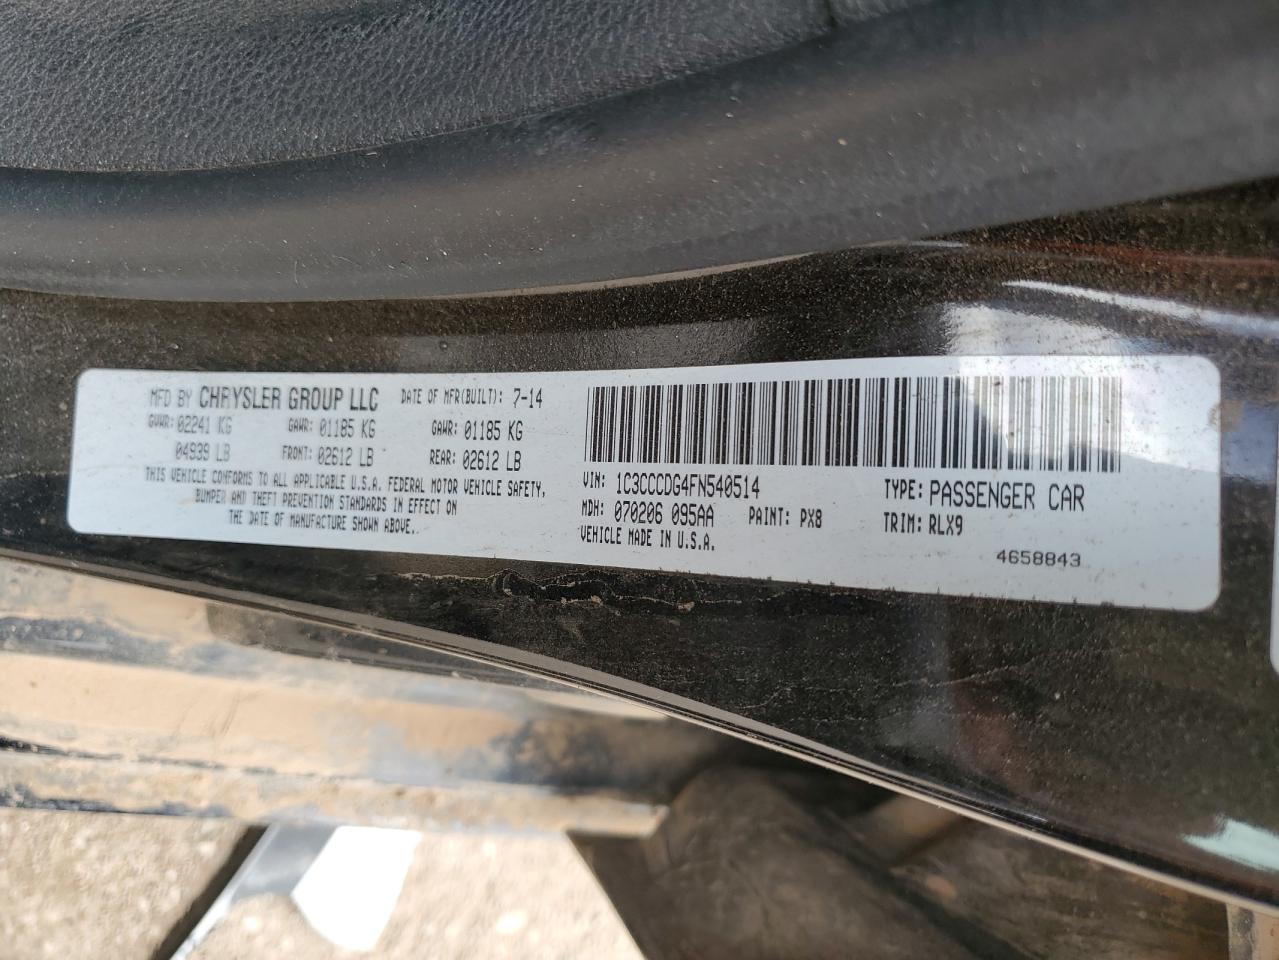 MFD BY CHRYSLER GROUP LLC DATE OF MFR(BUILT): 7-14
GVWR: 02241 KG GAWR: 01185 KG GAWR: 01185 KG
04939 LB FRONT: 02612 LB REAR: 02612 LB
THIS VEHICLE CONFORMS TO ALL APPLICABLE U.S.A. FEDERAL MOTOR VEHICLE SAFETY,
BUMPER AND THEFT PREVENTION STANDARDS IN EFFECT ON
THE DATE OF MANUFACTURE SHOWN ABOVE.
VIN: 1C3CCCDG4FN540514 TYPE: PASSENGER CAR
MDH: 070206 095AA PAINT: PX8 TRIM: RLX9
VEHICLE MADE IN U.S.A.
4658843